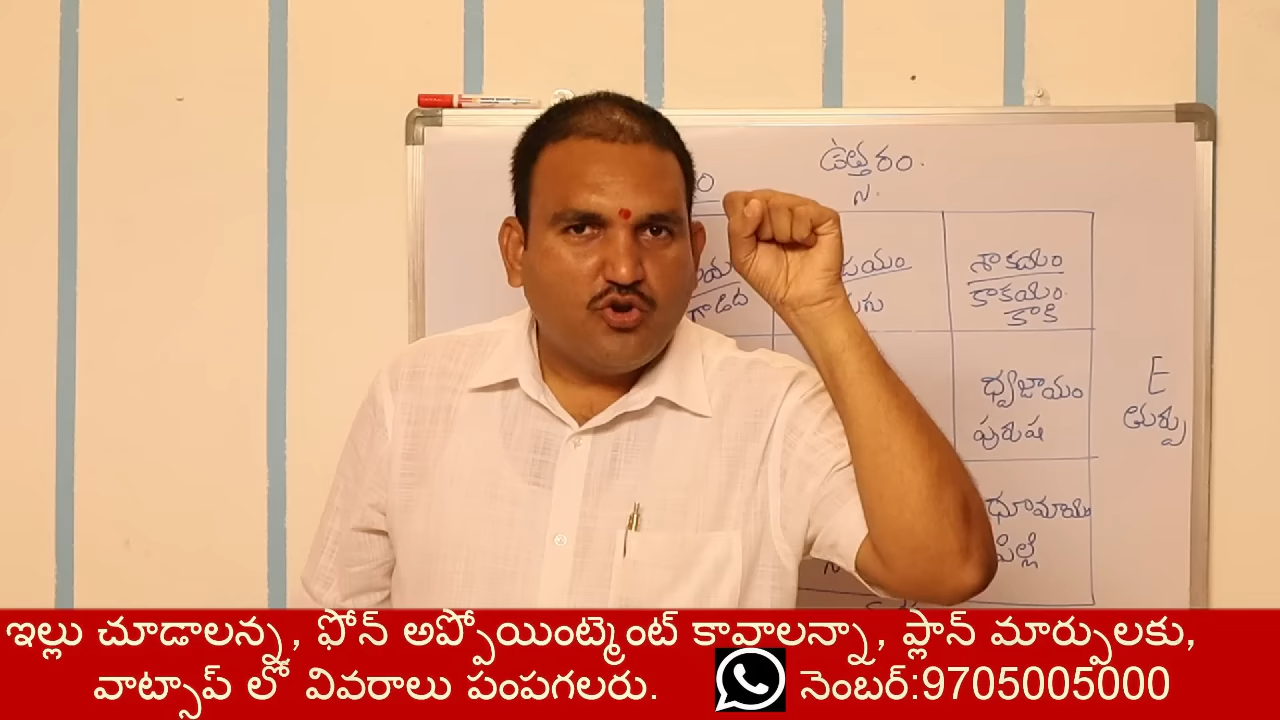 ఉత్తరం.
N.
శాకయం
కాకయం.
కాకి
గాడిద
ధ్వజాయం
పురుష
E
తూర్పు
ధూమాయం
పిల్లి
ఇల్లు చూడాలన్న, ఫోన్ అప్పోయింట్మెంట్ కావాలన్నా, ప్లాన్ మార్పులకు,
వాట్సాప్ లో వివరాలు పంపగలరు. నెంబర్:9705005000